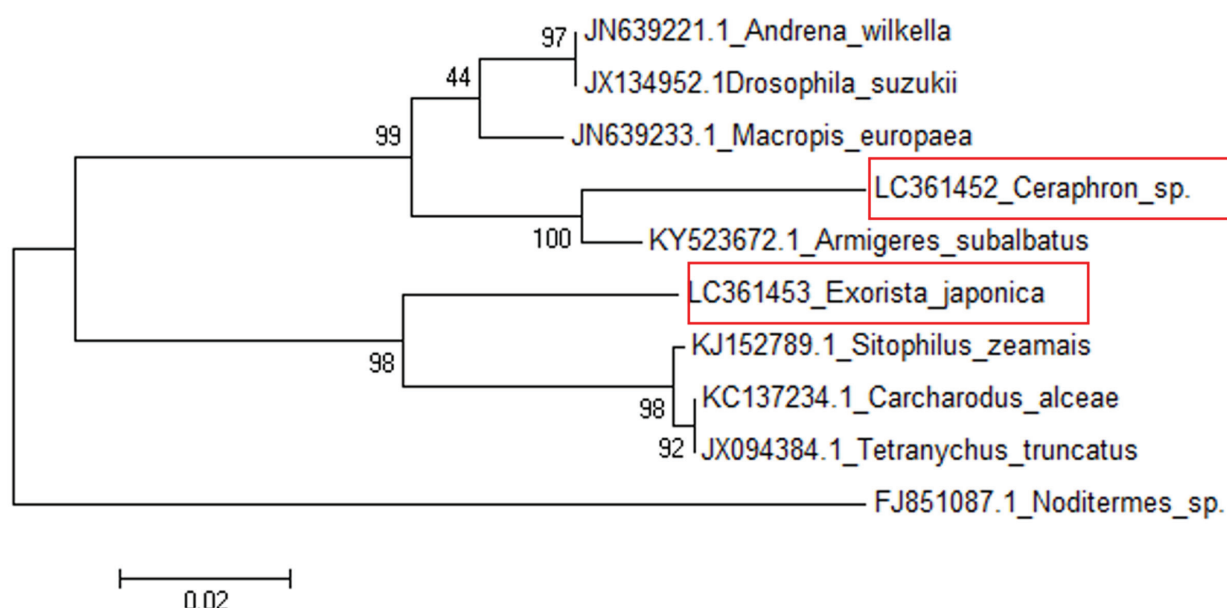 97
JN639221.1_Andrena_wilkella
JX134952.1Drosophila_suzukii
44
JN639233.1_Macropis_europaea
99
LC361452_Ceraphron_sp.
100
KY523672.1_Armigeres_subalbatus
LC361453_Exorista_japonica
98
KJ152789.1_Sitophilus_zeamais
98
KC137234.1_Carcharodus_alceae
92
JX094384.1_Tetranychus_truncatus
FJ851087.1_Noditermes_sp.
0.02